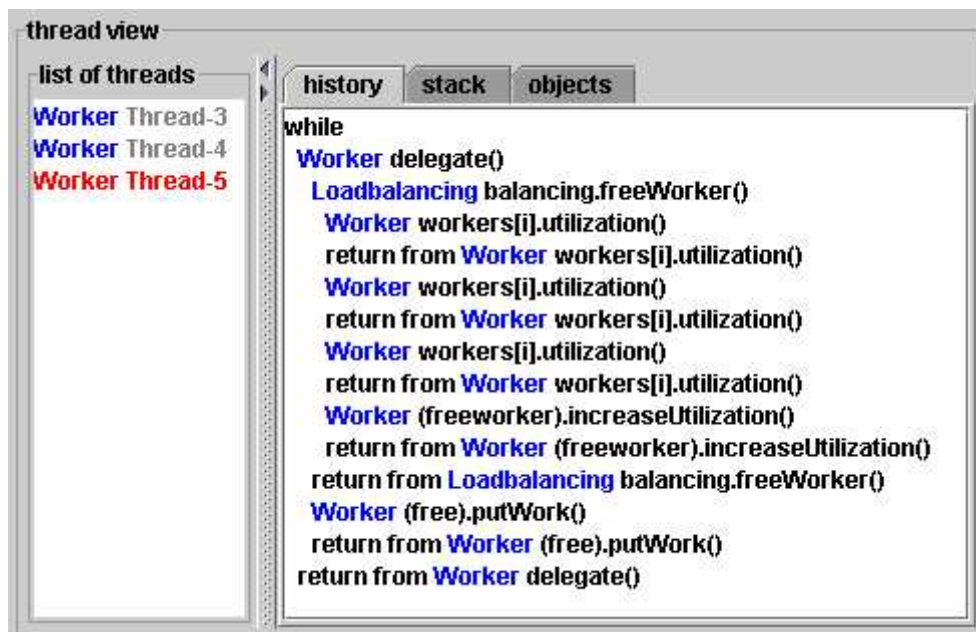 thread view
list of threads
Worker Thread-3
Worker Thread-4
Worker Thread-5
history stack objects
while
Worker delegate()
Loadbalancing balancing.freeWorker()
Worker workers[i].utilization()
return from Worker workers[i].utilization()
Worker workers[i].utilization()
return from Worker workers[i].utilization()
Worker workers[i].utilization()
return from Worker workers[i].utilization()
Worker (freeworker).increaseUtilization()
return from Worker (freeworker).increaseUtilization()
return from Loadbalancing balancing.freeWorker()
Worker (free).putWork()
return from Worker (free).putWork()
return from Worker delegate()